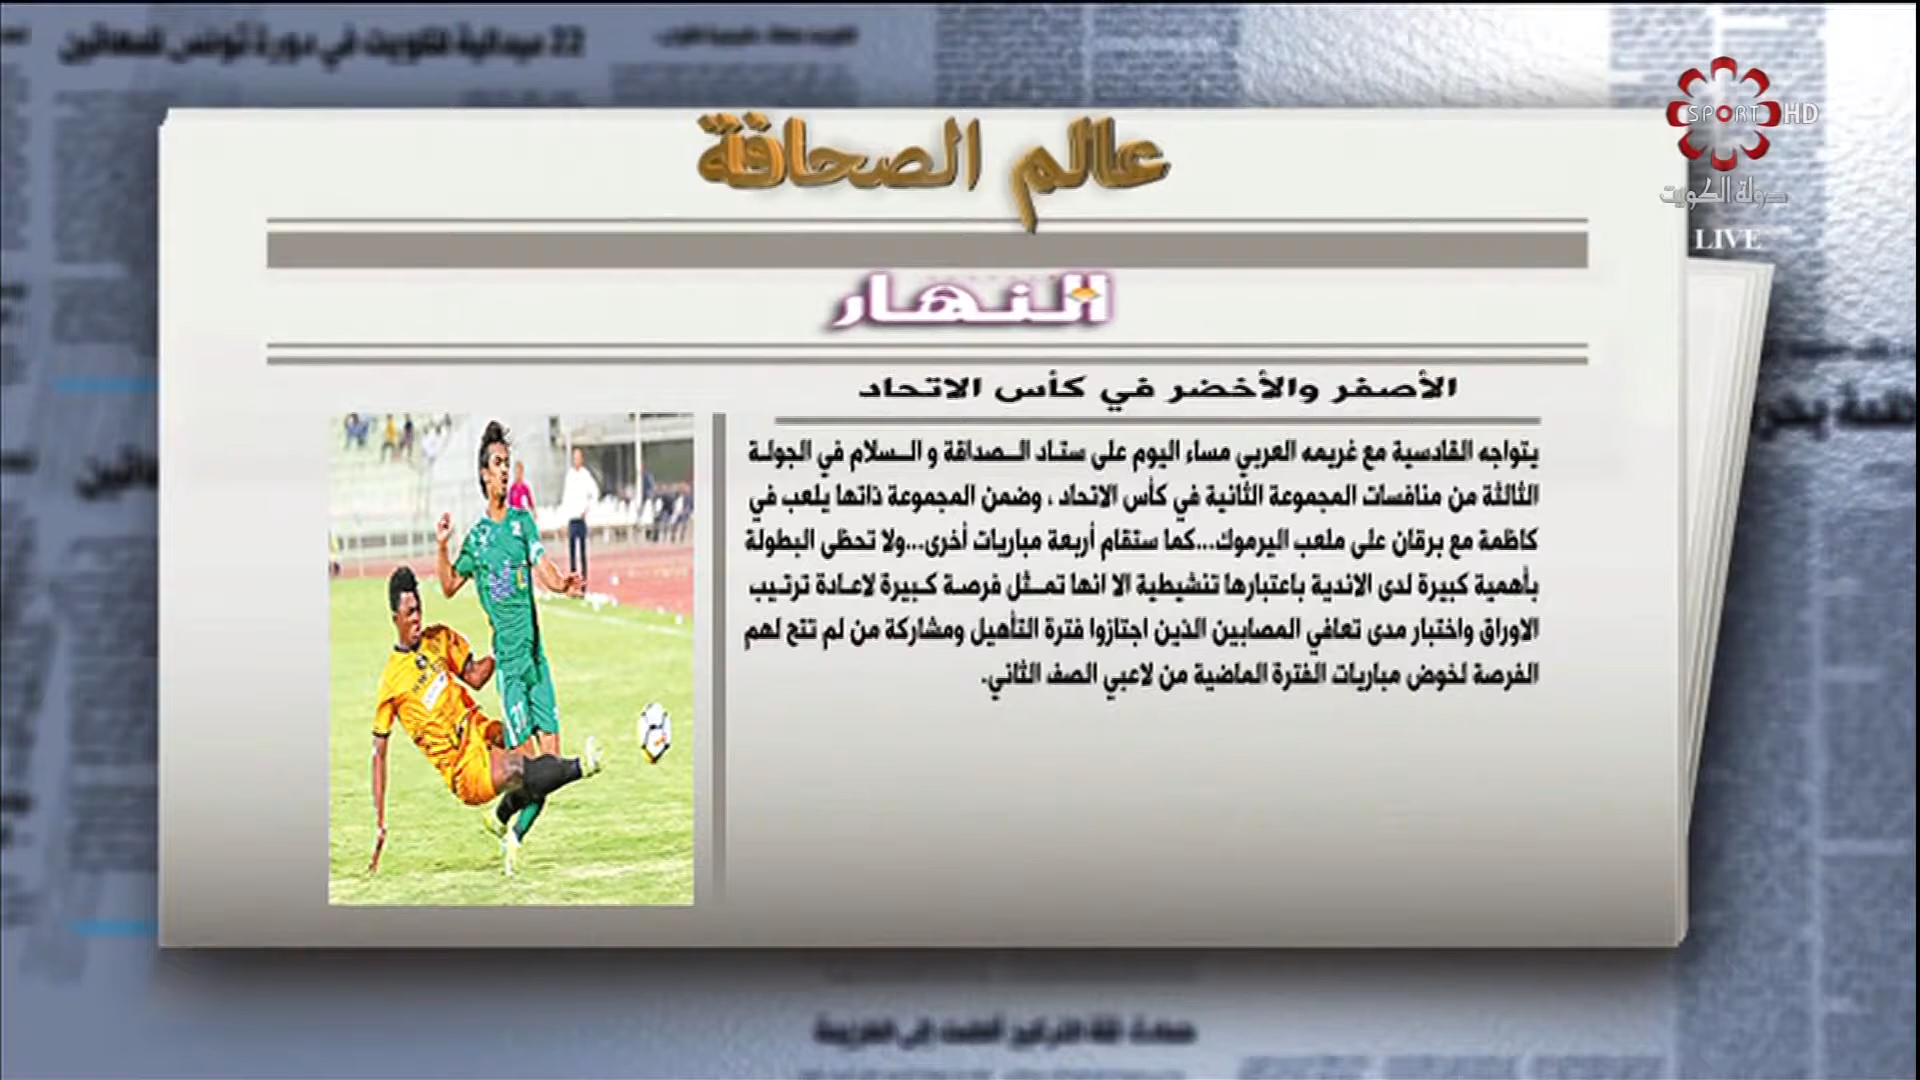 22 ميدالية للكويت في دورة تونس للمعاقين
SPORT HD
عالم الصحافة
دولة الكويت
LIVE
النهار
الأصفر والأخضر في كأس الاتحاد
يتواجه القادسية مع غريمه العربي مساء اليوم على ستاد الصداقة و السلام في الجولة
الثالثة من منافسات المجموعة الثانية في كأس الاتحاد ، وضمن المجموعة ذاتها يلعب في
كاظمة مع برقان على ملعب اليرموك...كما ستقام أربعة مباريات أخرى...ولا تحظى البطولة
بأهمية كبيرة لدى الاندية باعتبارها تنشيطية الا انها تمثل فرصة كبيرة لاعادة ترتيب
الاوراق واختبار مدى تعافي المصابين الذين اجتازوا فترة التأهيل ومشاركة من لم تتح لهم
الفرصة لخوض مباريات الفترة الماضية من لاعبي الصف الثاني.